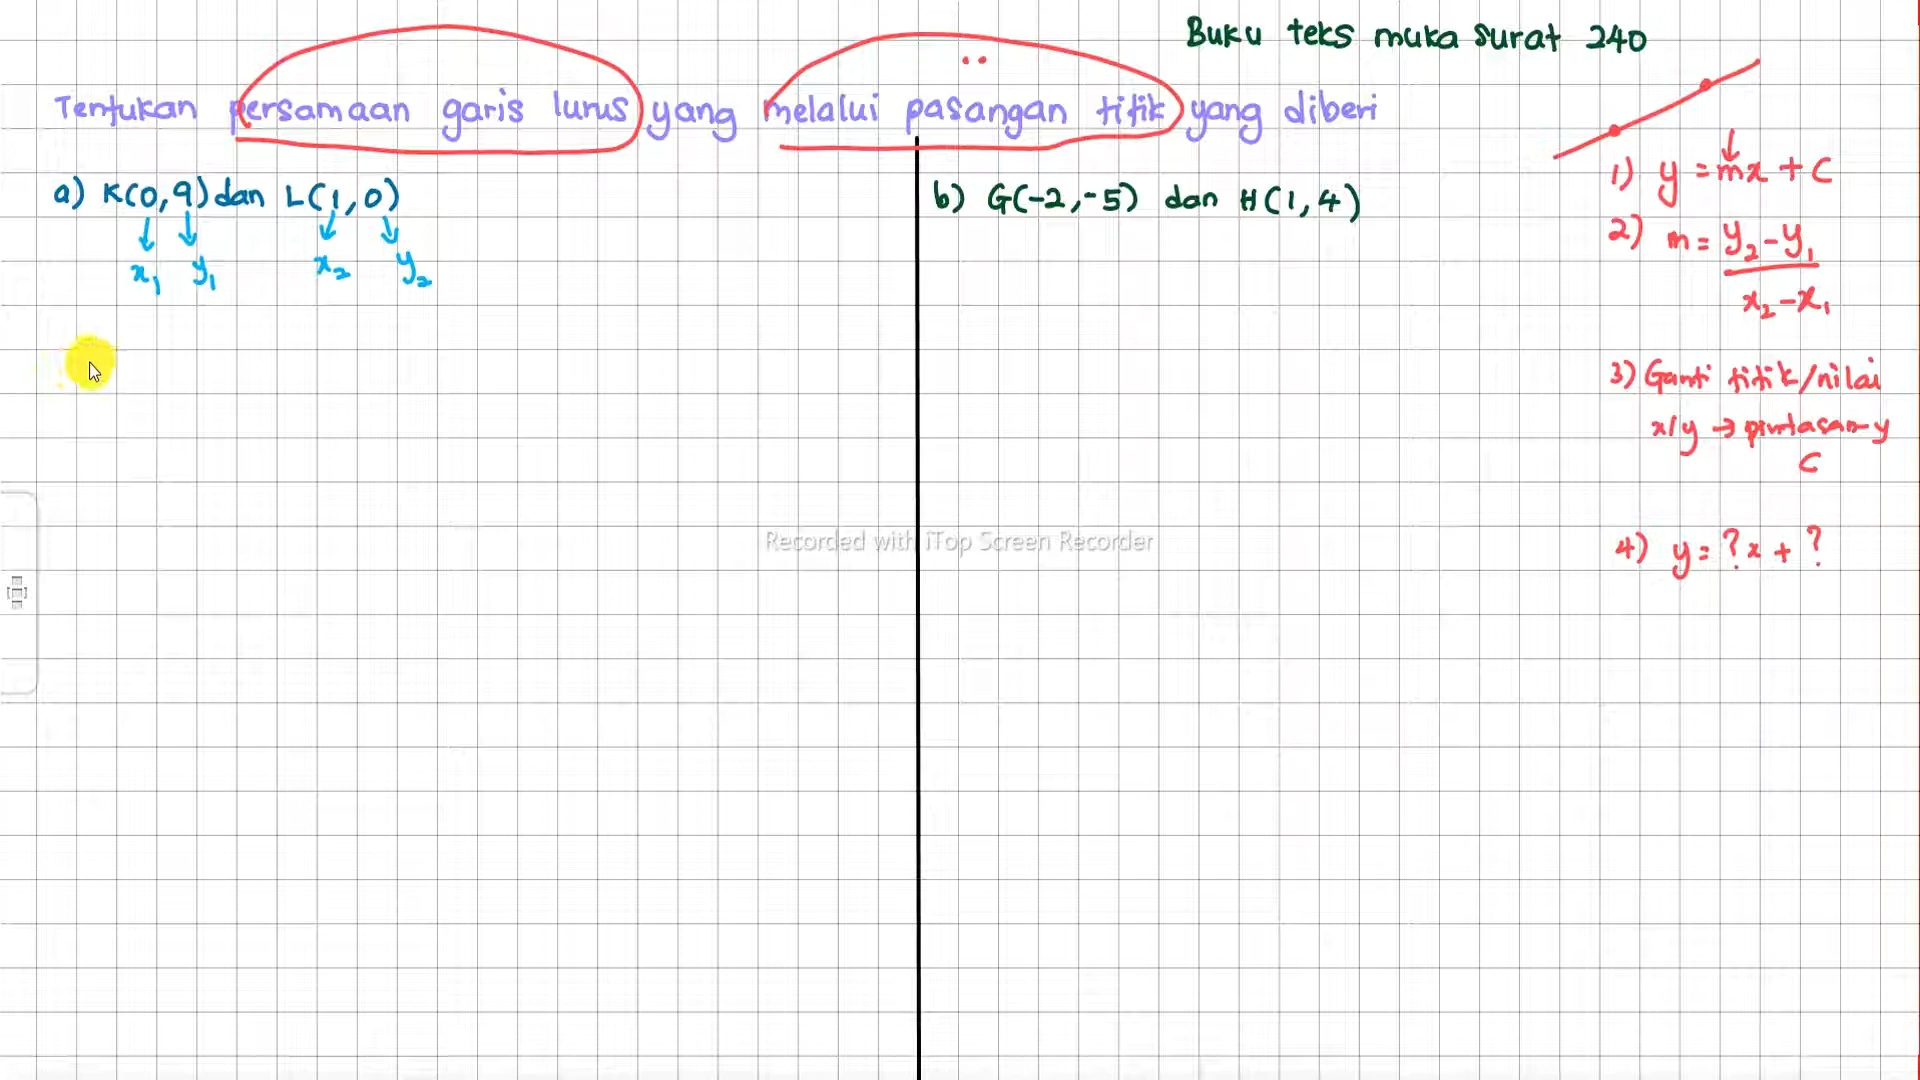 Buku teks muka surat 240
Tentukan persamaan garis lurus yang melalui pasangan titik yang diberi
a) K(0,9) dan L(1,0)
x₁ y₁ x₂ y₂
b) G(-2,-5) dan H(1,4)
1) y = mx + c
2) m = y₂ - y₁
x₂ - x₁
3) Ganti titik/nilai
x/y → pintasan-y
c
4) y = ?x + ?
Recorded with iTop Screen Recorder